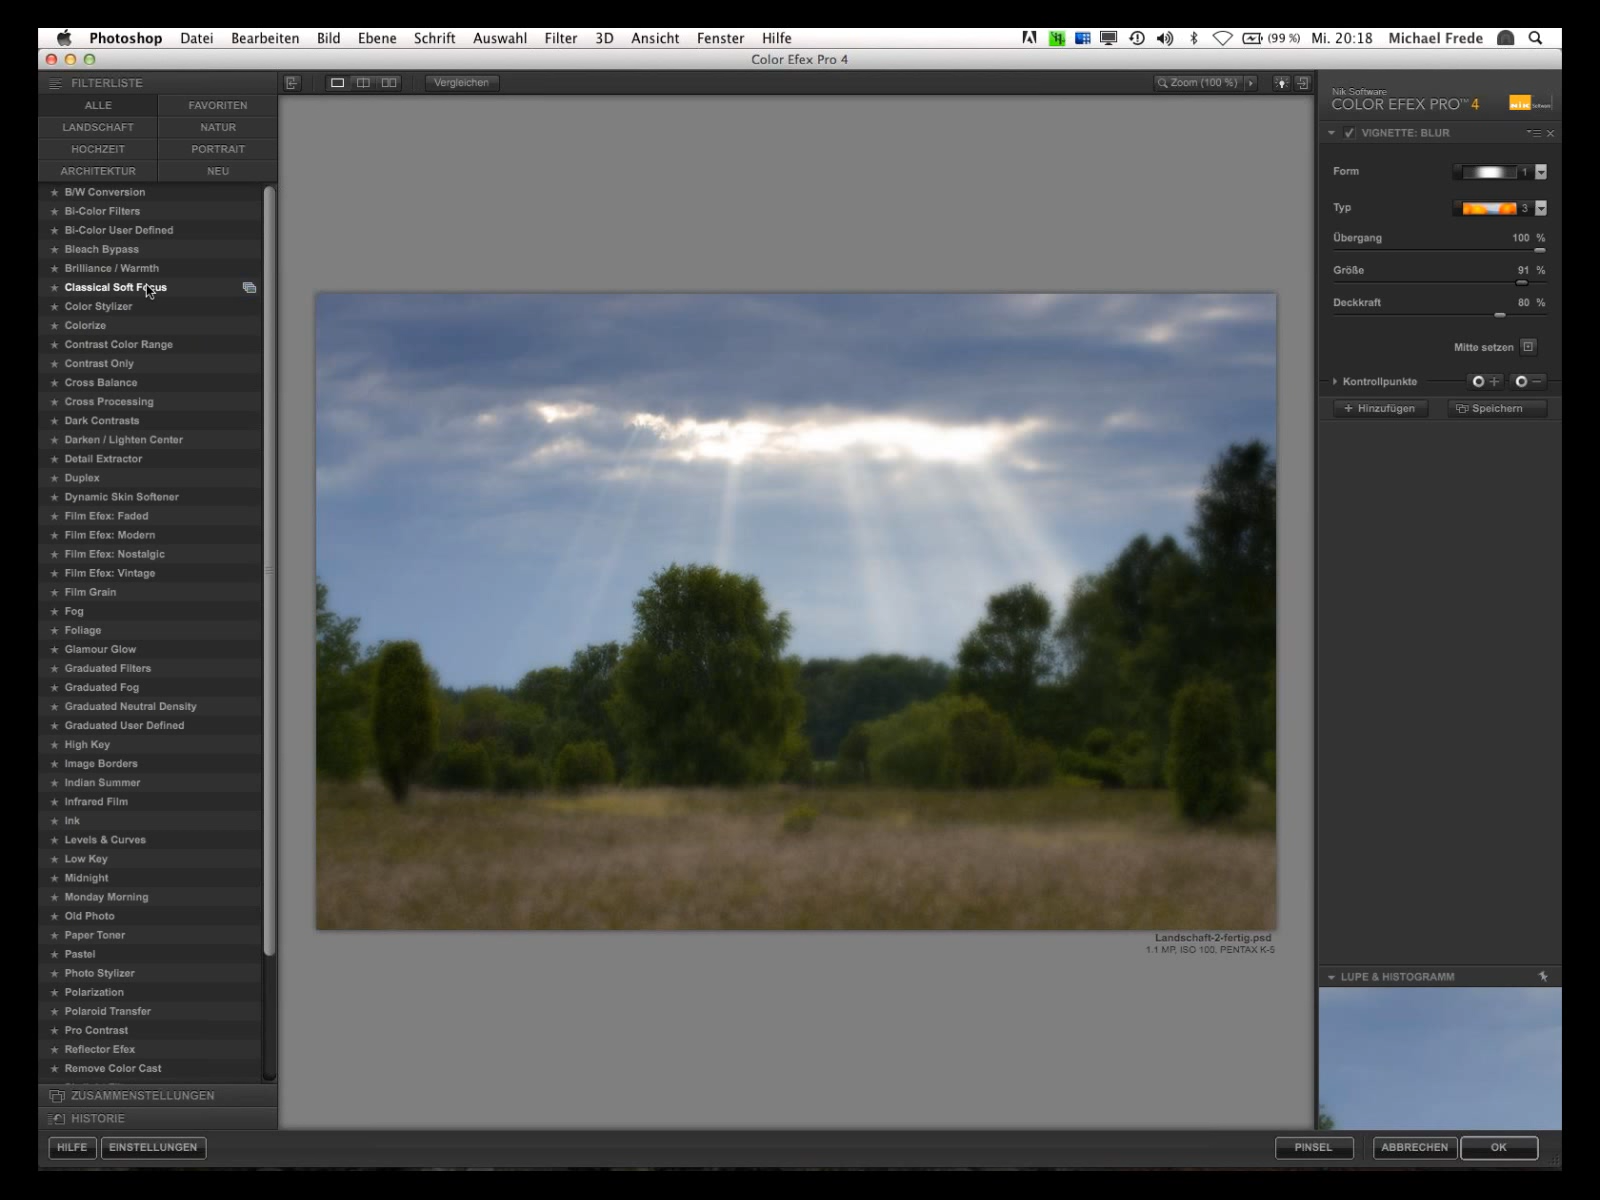 Photoshop Datei Bearbeiten Bild Ebene Schrift Auswahl Filter 3D Ansicht Fenster Hilfe (99 %) Mi. 20:18 Michael Frede
Color Efex Pro 4
FILTERLISTE
ALLE FAVORITEN
LANDSCHAFT NATUR
HOCHZEIT PORTRAIT
ARCHITEKTUR NEU
B/W Conversion
Bi-Color Filters
Bi-Color User Defined
Bleach Bypass
Brilliance / Warmth
Classical Soft Focus
Color Stylizer
Colorize
Contrast Color Range
Contrast Only
Cross Balance
Cross Processing
Dark Contrasts
Darken / Lighten Center
Detail Extractor
Duplex
Dynamic Skin Softener
Film Efex: Faded
Film Efex: Modern
Film Efex: Nostalgic
Film Efex: Vintage
Film Grain
Fog
Foliage
Glamour Glow
Graduated Filters
Graduated Fog
Graduated Neutral Density
Graduated User Defined
High Key
Image Borders
Indian Summer
Infrared Film
Ink
Levels & Curves
Low Key
Midnight
Monday Morning
Old Photo
Paper Toner
Pastel
Photo Stylizer
Polarization
Polaroid Transfer
Pro Contrast
Reflector Efex
Remove Color Cast
ZUSAMMENSTELLUNGEN
HISTORIE
HILFE EINSTELLUNGEN
Vergleichen
Zoom (100 %)
Landschaft-2-fertig.psd
1.1 MP, ISO 100, PENTAX K-5
Nik Software
COLOR EFEX PRO™ 4
VIGNETTE: BLUR
Form 1
Typ 3
Übergang 100 %
Größe 91 %
Deckkraft 80 %
Mitte setzen
Kontrollpunkte
+ Hinzufügen Speichern
LUPE & HISTOGRAMM
PINSEL ABBRECHEN OK